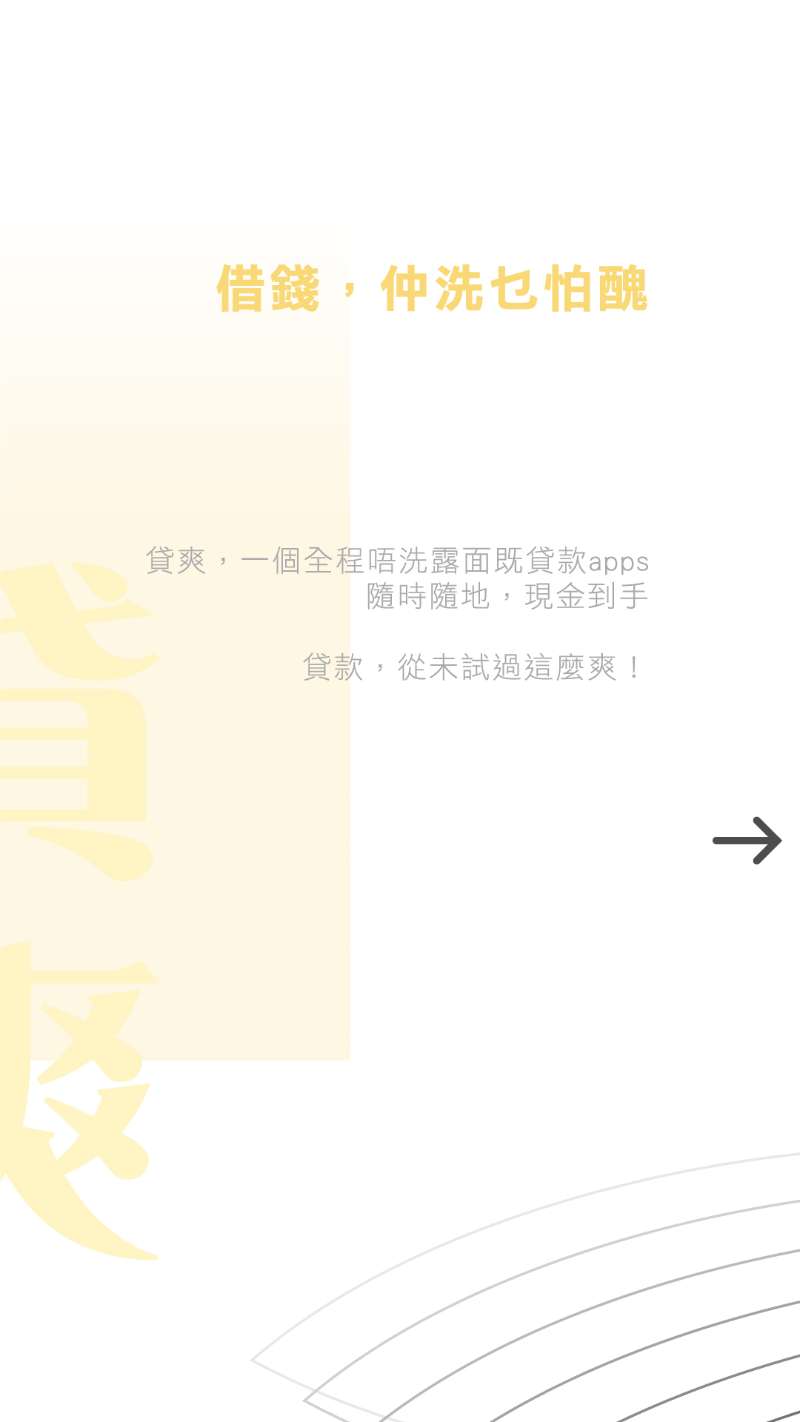 借錢，仲洗乜怕醜
貸爽，一個全程唔洗露面既貸款apps
隨時隨地，現金到手
貸款，從未試過這麼爽！
貸
爽